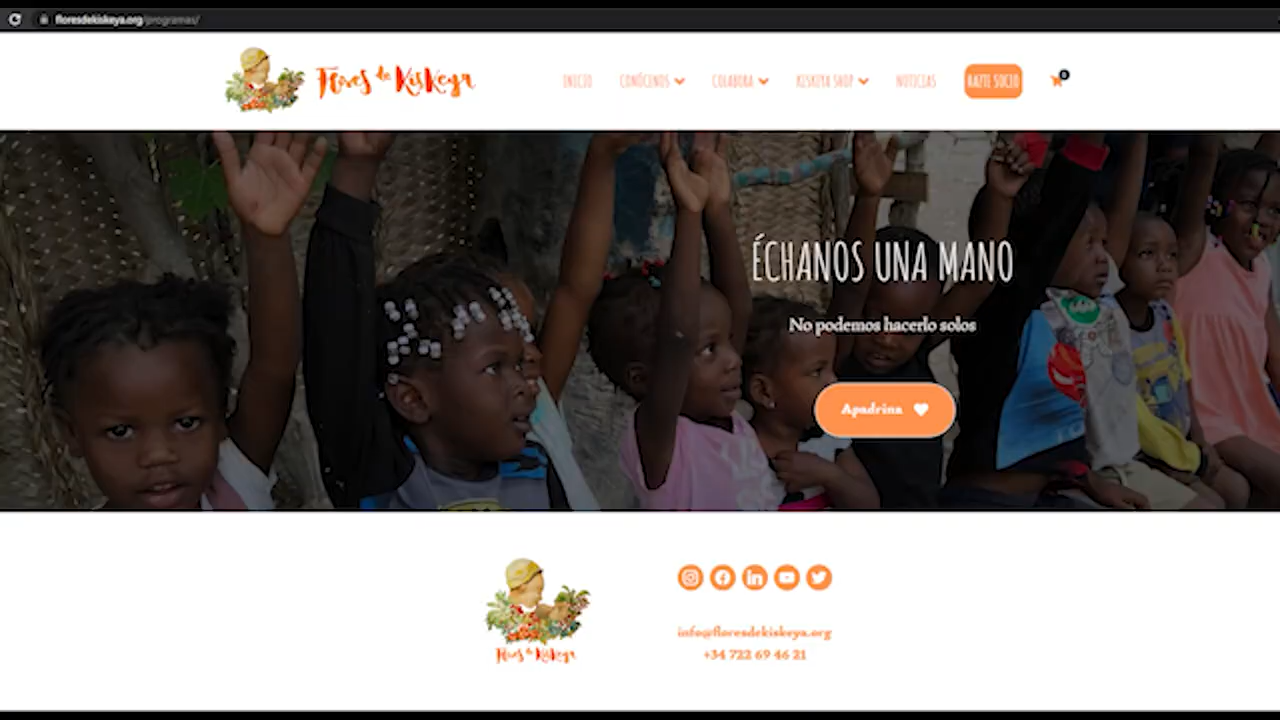 floresdekiskeya.org/programas/
Flores de Kiskeya
INICIO CONÓCENOS COLABORA KISKEYA SHOP NOTICIAS HAZTE SOCIO 0
ÉCHANOS UNA MANO
No podemos hacerlo solos
Apadrina
Flores de Kiskeya
info@floresdekiskeya.org
+34 722 69 46 21